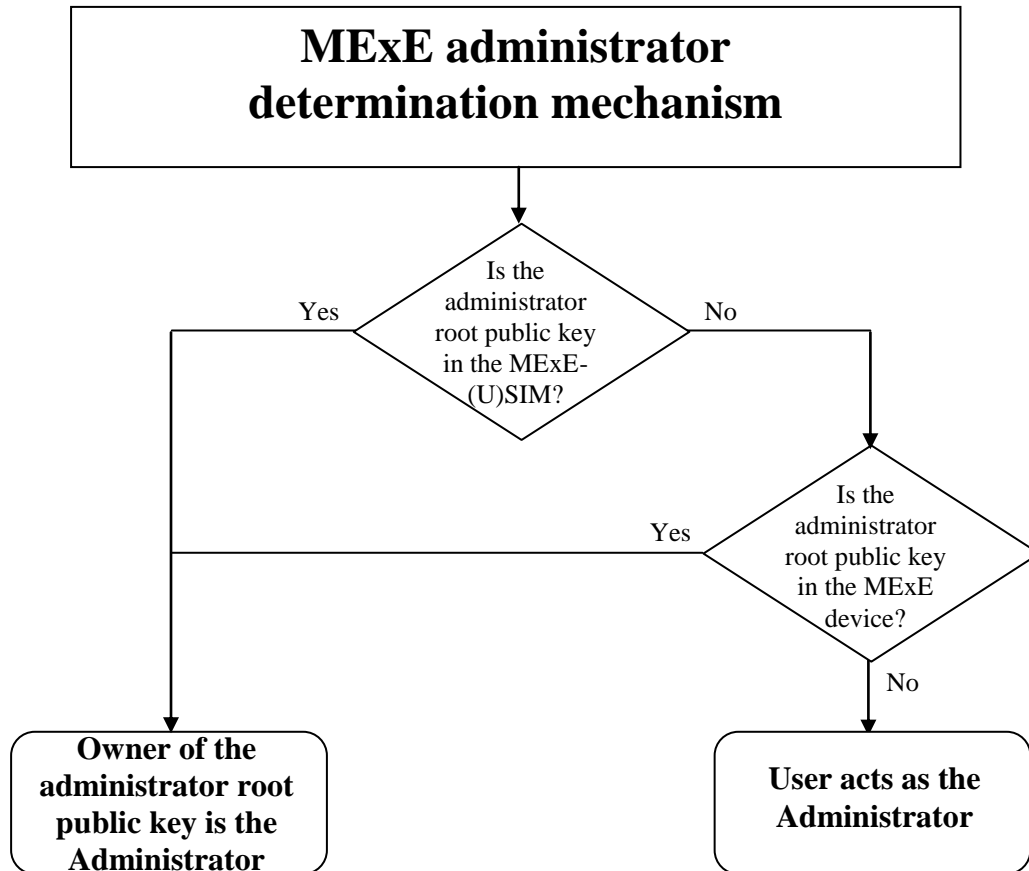 MExE administrator
determination mechanism
Is the
administrator
root public key
in the MExE-
(U)SIM?
Yes
No
Is the
administrator
root public key
in the MExE
device?
Yes
No
Owner of the
administrator root
public key is the
Administrator
User acts as the
Administrator